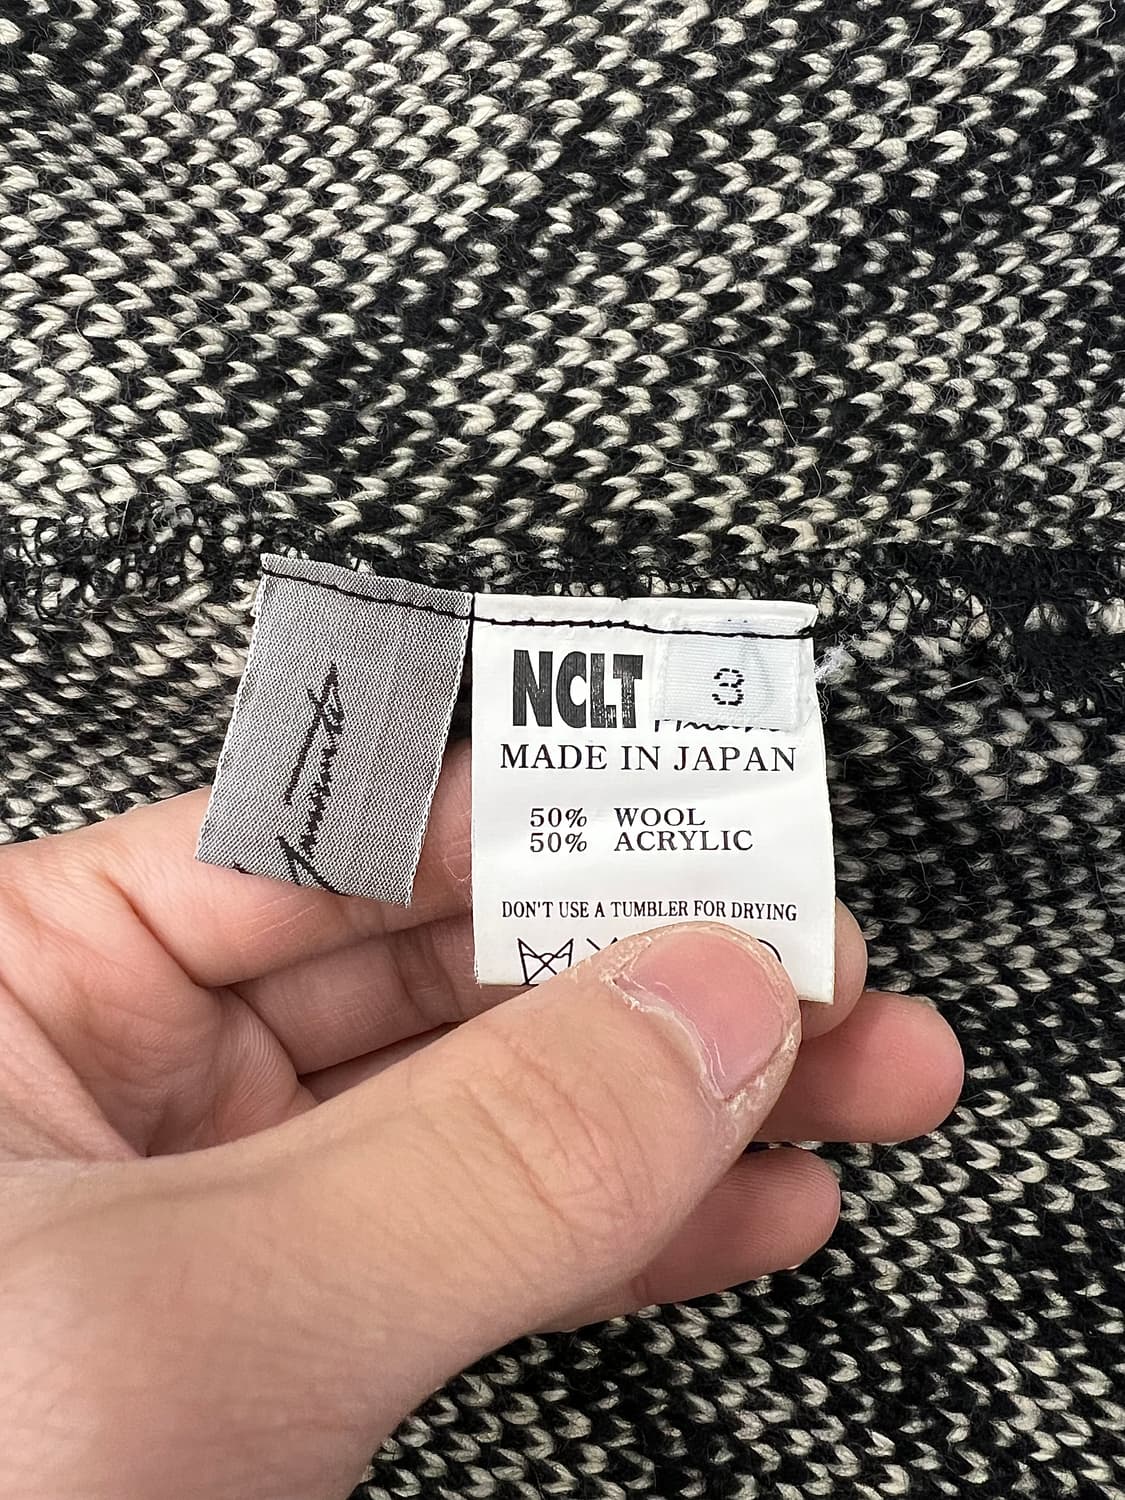 NCLT
3
MADE IN JAPAN
50% WOOL
50% ACRYLIC
DON'T USE A TUMBLER FOR DRYING